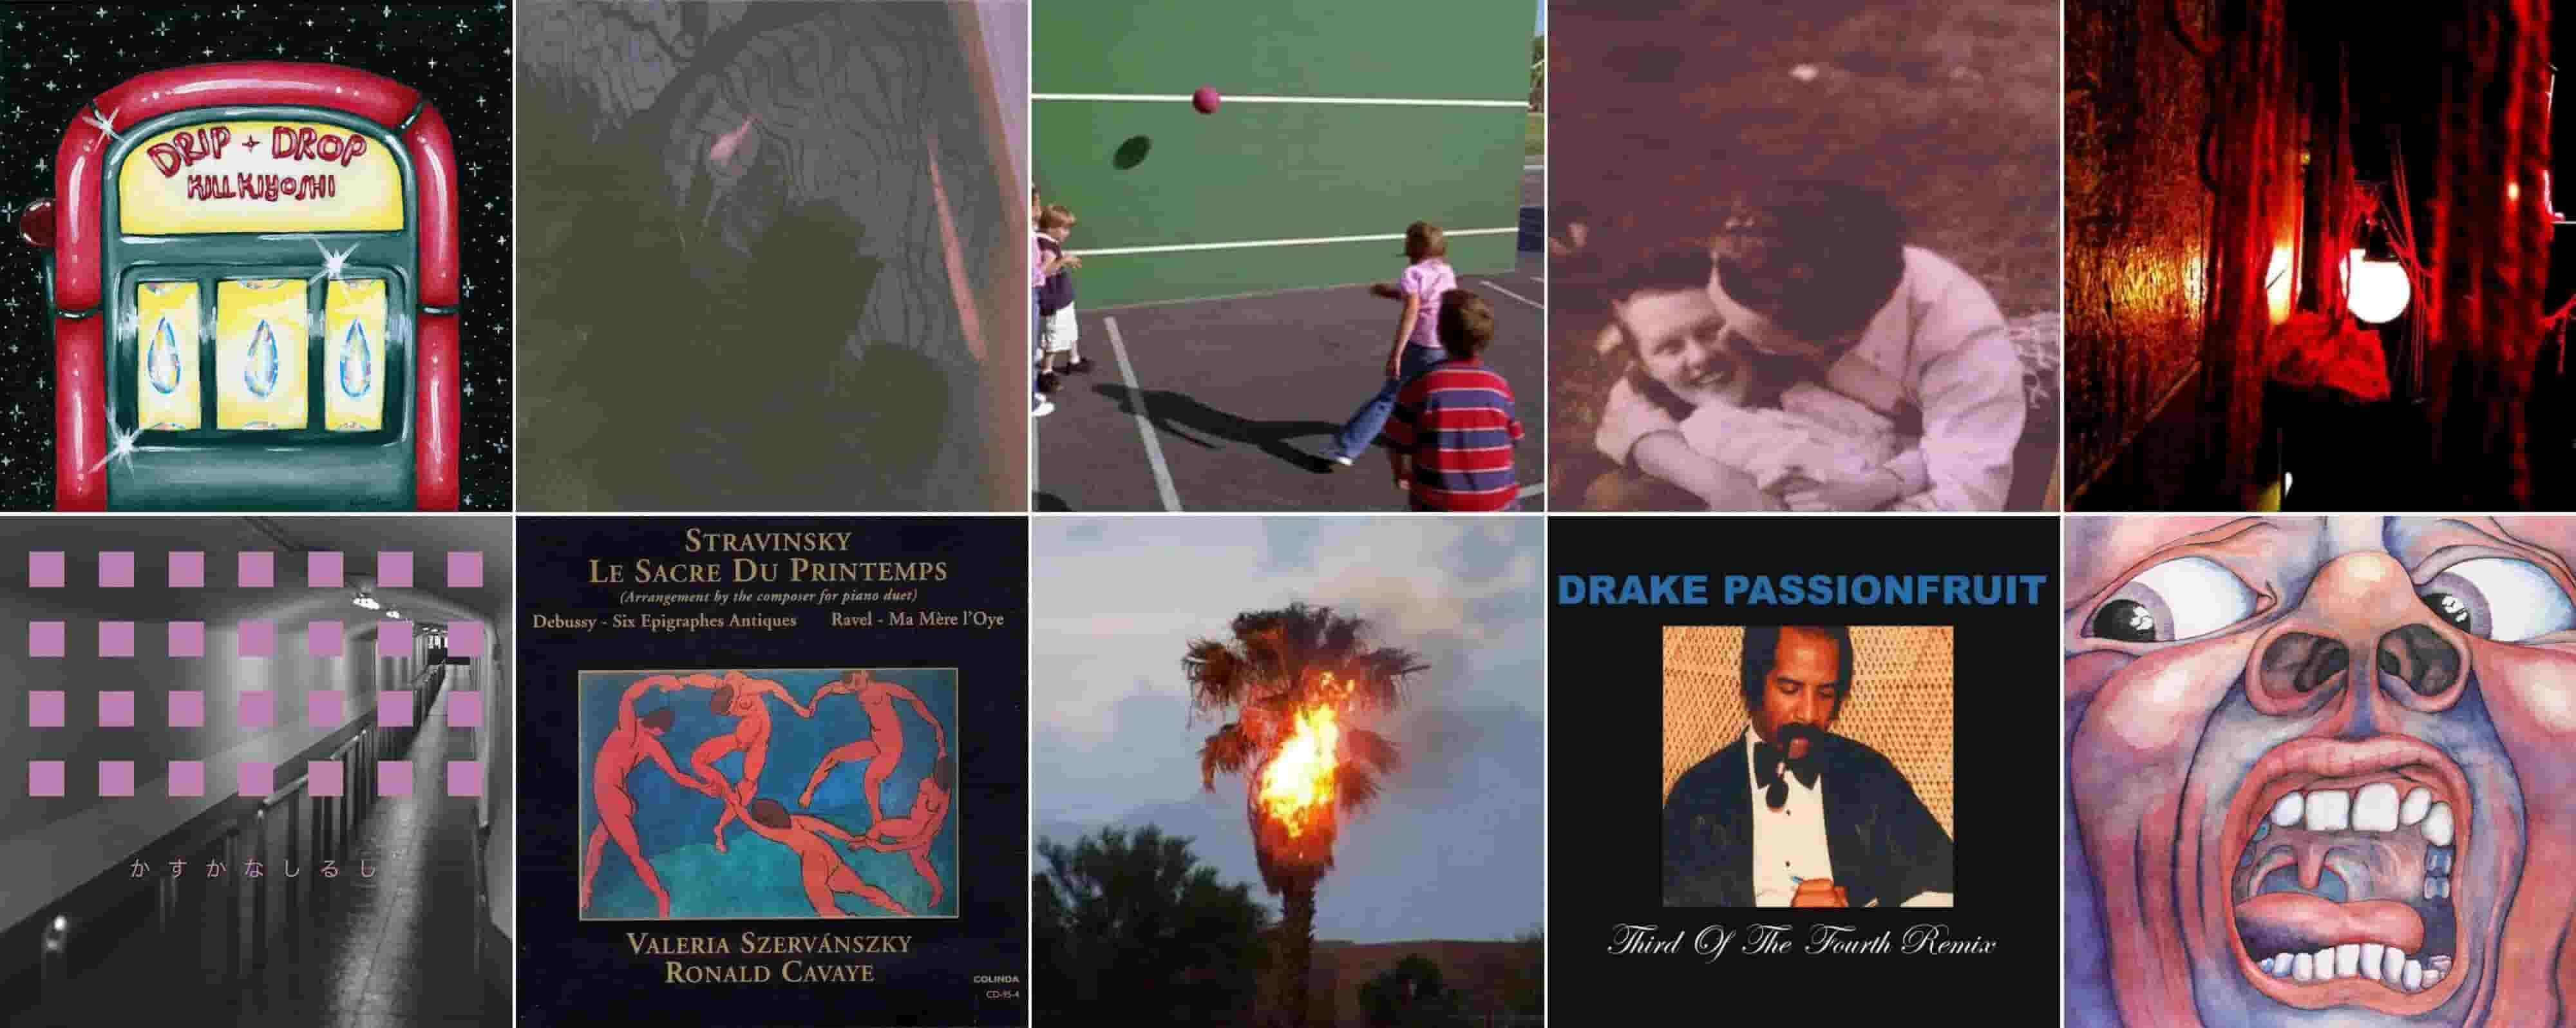 DRIP + DROP
KILL KIYOSHI
かすかなしるし
STRAVINSKY
LE SACRE DU PRINTEMPS
(Arrangement by the composer for piano duet)
Debussy - Six Epigraphes Antiques Ravel - Ma Mère l'Oye
VALERIA SZERVÁNSZKY
RONALD CAVAYE
COLINDA
CD-95-4
DRAKE PASSIONFRUIT
Third Of The Fourth Remix